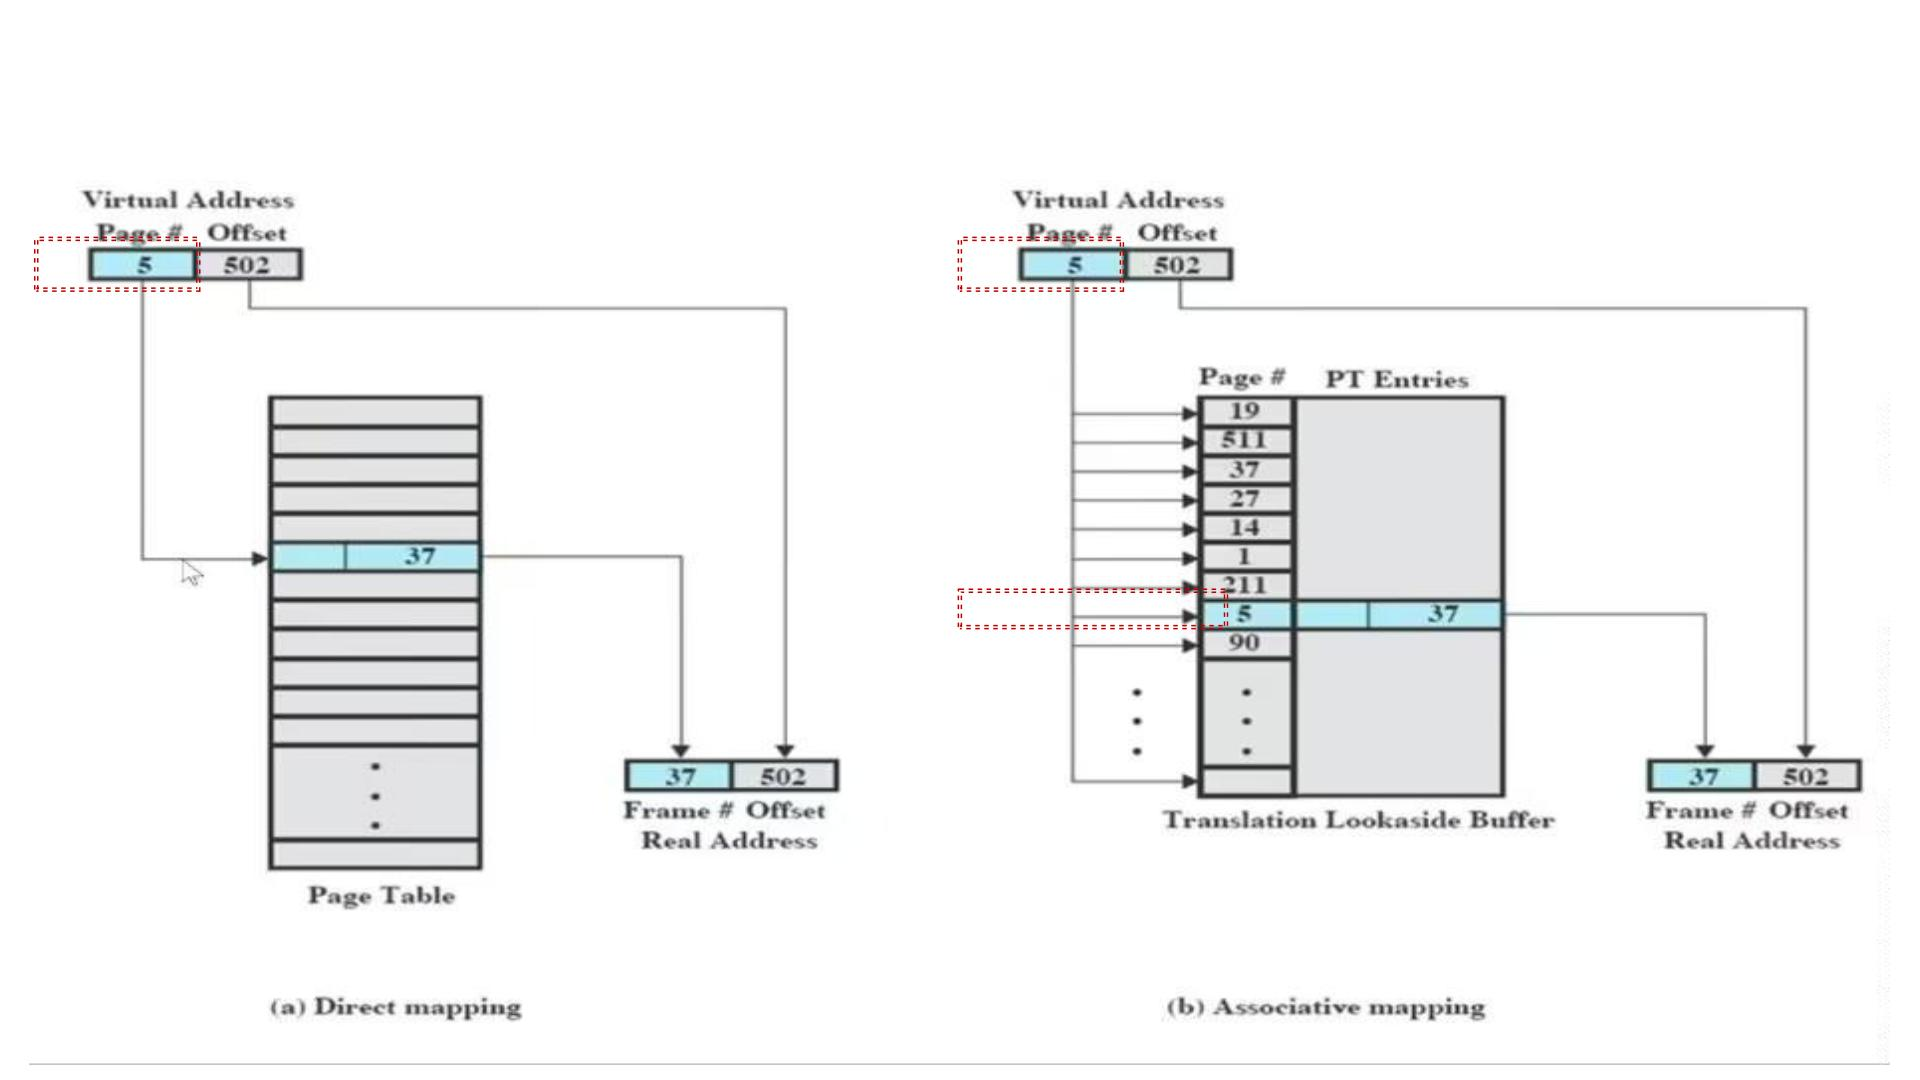 Virtual Address
Page # Offset
5 502
37
37 502
Frame # Offset
Real Address
Page Table
(a) Direct mapping
Virtual Address
Page # Offset
5 502
Page # PT Entries
19
511
37
27
14
1
211
5 37
90
Translation Lookaside Buffer
37 502
Frame # Offset
Real Address
(b) Associative mapping